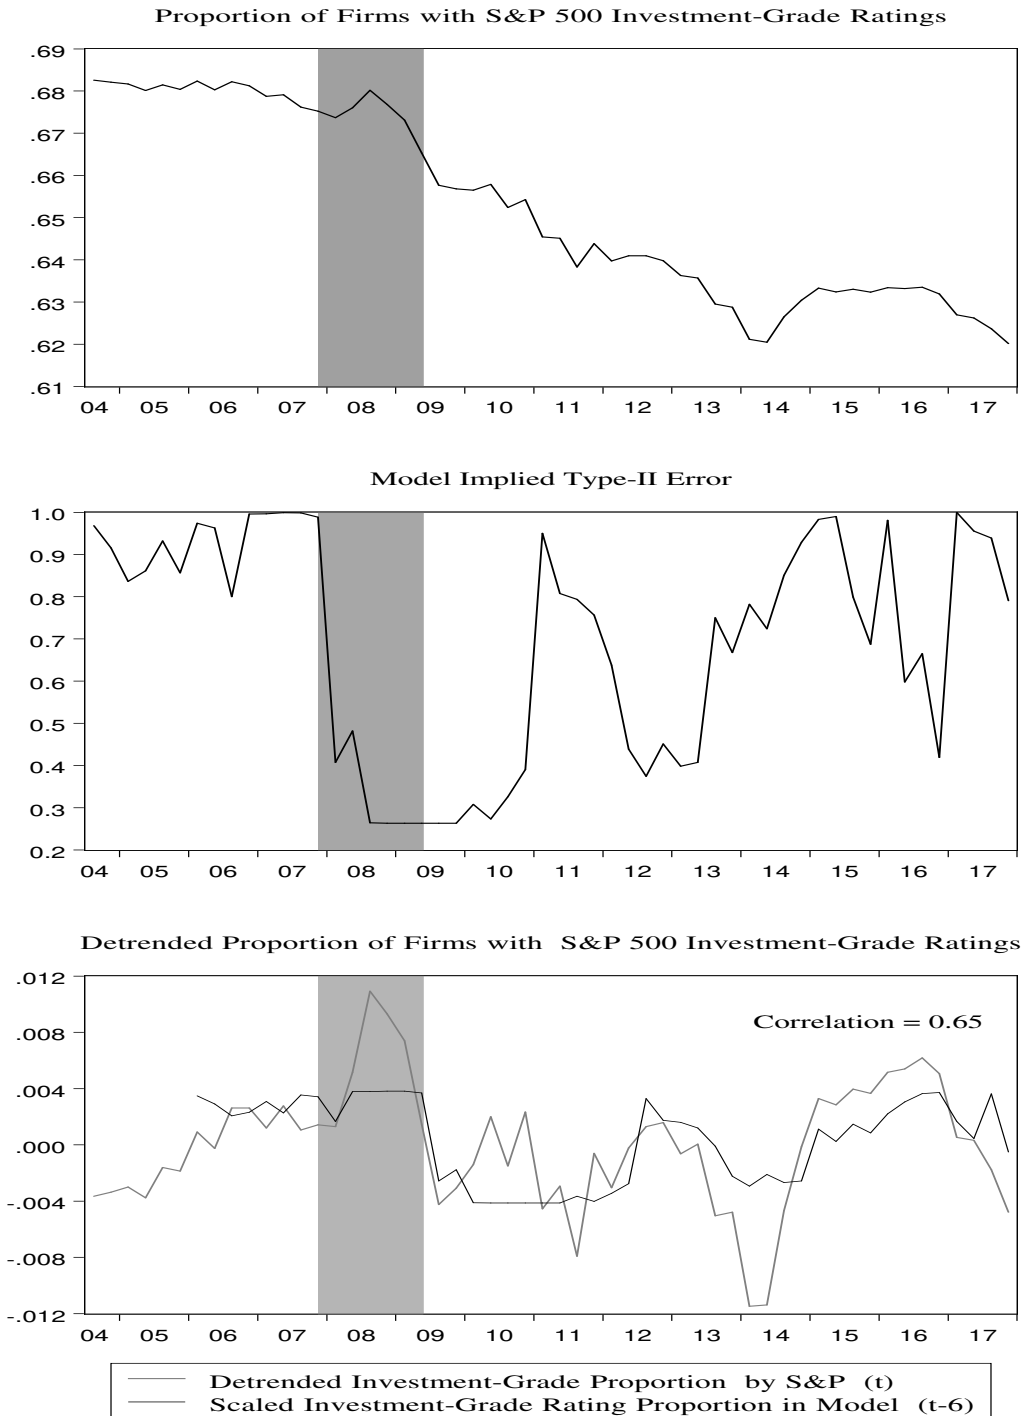 Proportion of Firms with S&P 500 Investment-Grade Ratings
.69
.68
.67
.66
.65
.64
.63
.62
.61
04 05 06 07 08 09 10 11 12 13 14 15 16 17
Model Implied Type-II Error
1.0
0.9
0.8
0.7
0.6
0.5
0.4
0.3
0.2
04 05 06 07 08 09 10 11 12 13 14 15 16 17
Detrended Proportion of Firms with S&P 500 Investment-Grade Ratings
.012
Correlation = 0.65
.008
.004
.000
-.004
-.008
-.012
04 05 06 07 08 09 10 11 12 13 14 15 16 17
Detrended Investment-Grade Proportion by S&P (t)
Scaled Investment-Grade Rating Proportion in Model (t-6)